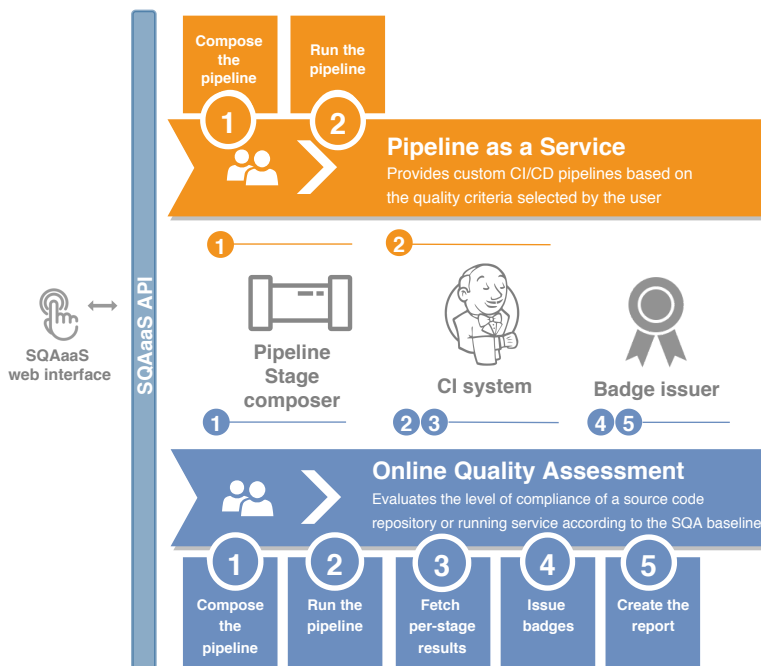 Compose
the
pipeline
Run the
pipeline
1
2
Pipeline as a Service
Provides custom CI/CD pipelines based on
the quality criteria selected by the user
1
2
SQAaaS API
SQAaaS
web interface
Pipeline
Stage
composer
CI system
Badge issuer
1
2 3
4 5
Online Quality Assessment
Evaluates the level of compliance of a source code
repository or running service according to the SQA baseline
1
2
3
4
5
Compose
the
pipeline
Run the
pipeline
Fetch
per-stage
results
Issue
badges
Create the
report